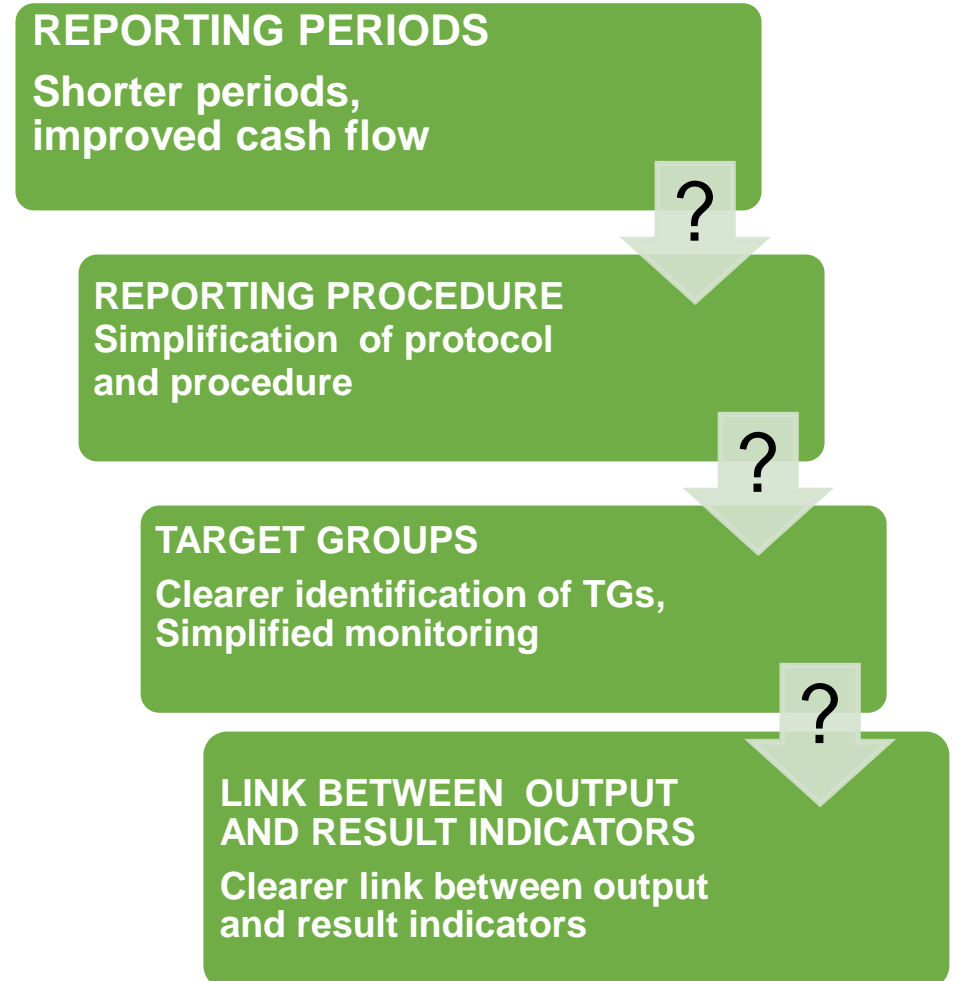 REPORTING PERIODS
Shorter periods,
improved cash flow
?
REPORTING PROCEDURE
Simplification of protocol
and procedure
?
TARGET GROUPS
Clearer identification of TGs,
Simplified monitoring
?
LINK BETWEEN OUTPUT
AND RESULT INDICATORS
Clearer link between output
and result indicators